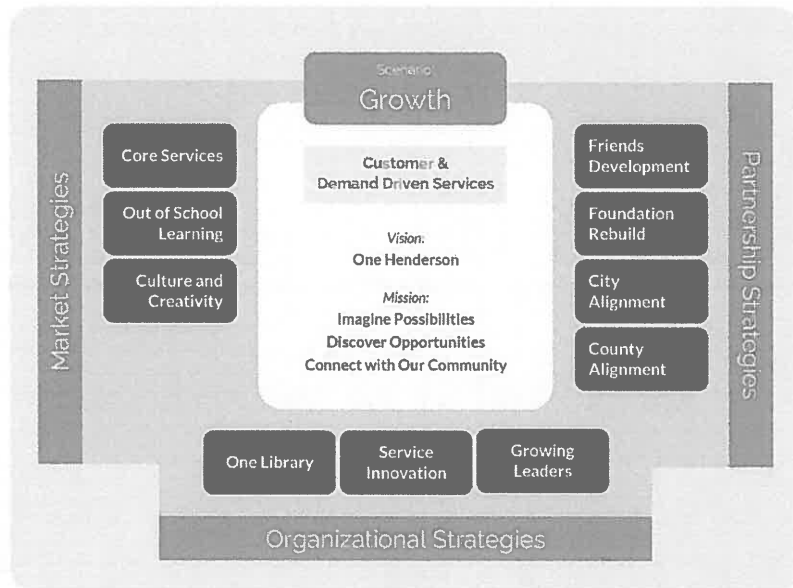 Scenario:
Growth
Market Strategies
Core Services
Out of School
Learning
Culture and
Creativity
Customer &
Demand Driven Services
Vision:
One Henderson
Mission:
Imagine Possibilities
Discover Opportunities
Connect with Our Community
Friends
Development
Foundation
Rebuild
City
Alignment
County
Alignment
Partnership Strategies
One Library
Service
Innovation
Growing
Leaders
Organizational Strategies